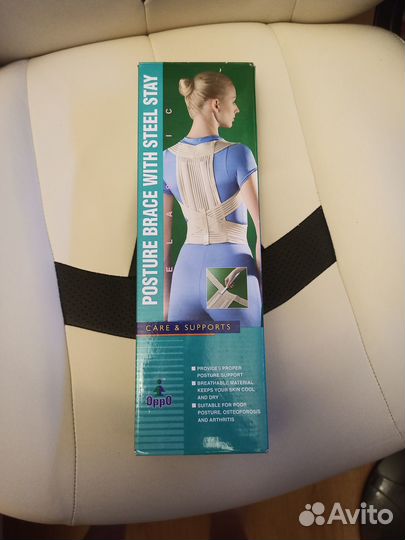 POSTURE BRACE WITH STEEL STAY
ELASTIC
CARE & SUPPORTS
PROVIDES PROPER
POSTURE SUPPORT
BREATHABLE MATERIAL
KEEPS YOUR SKIN COOL
AND DRY
SUITABLE FOR POOR
POSTURE, OSTEOPOROSIS
AND ARTHRITIS
OppO
Avito